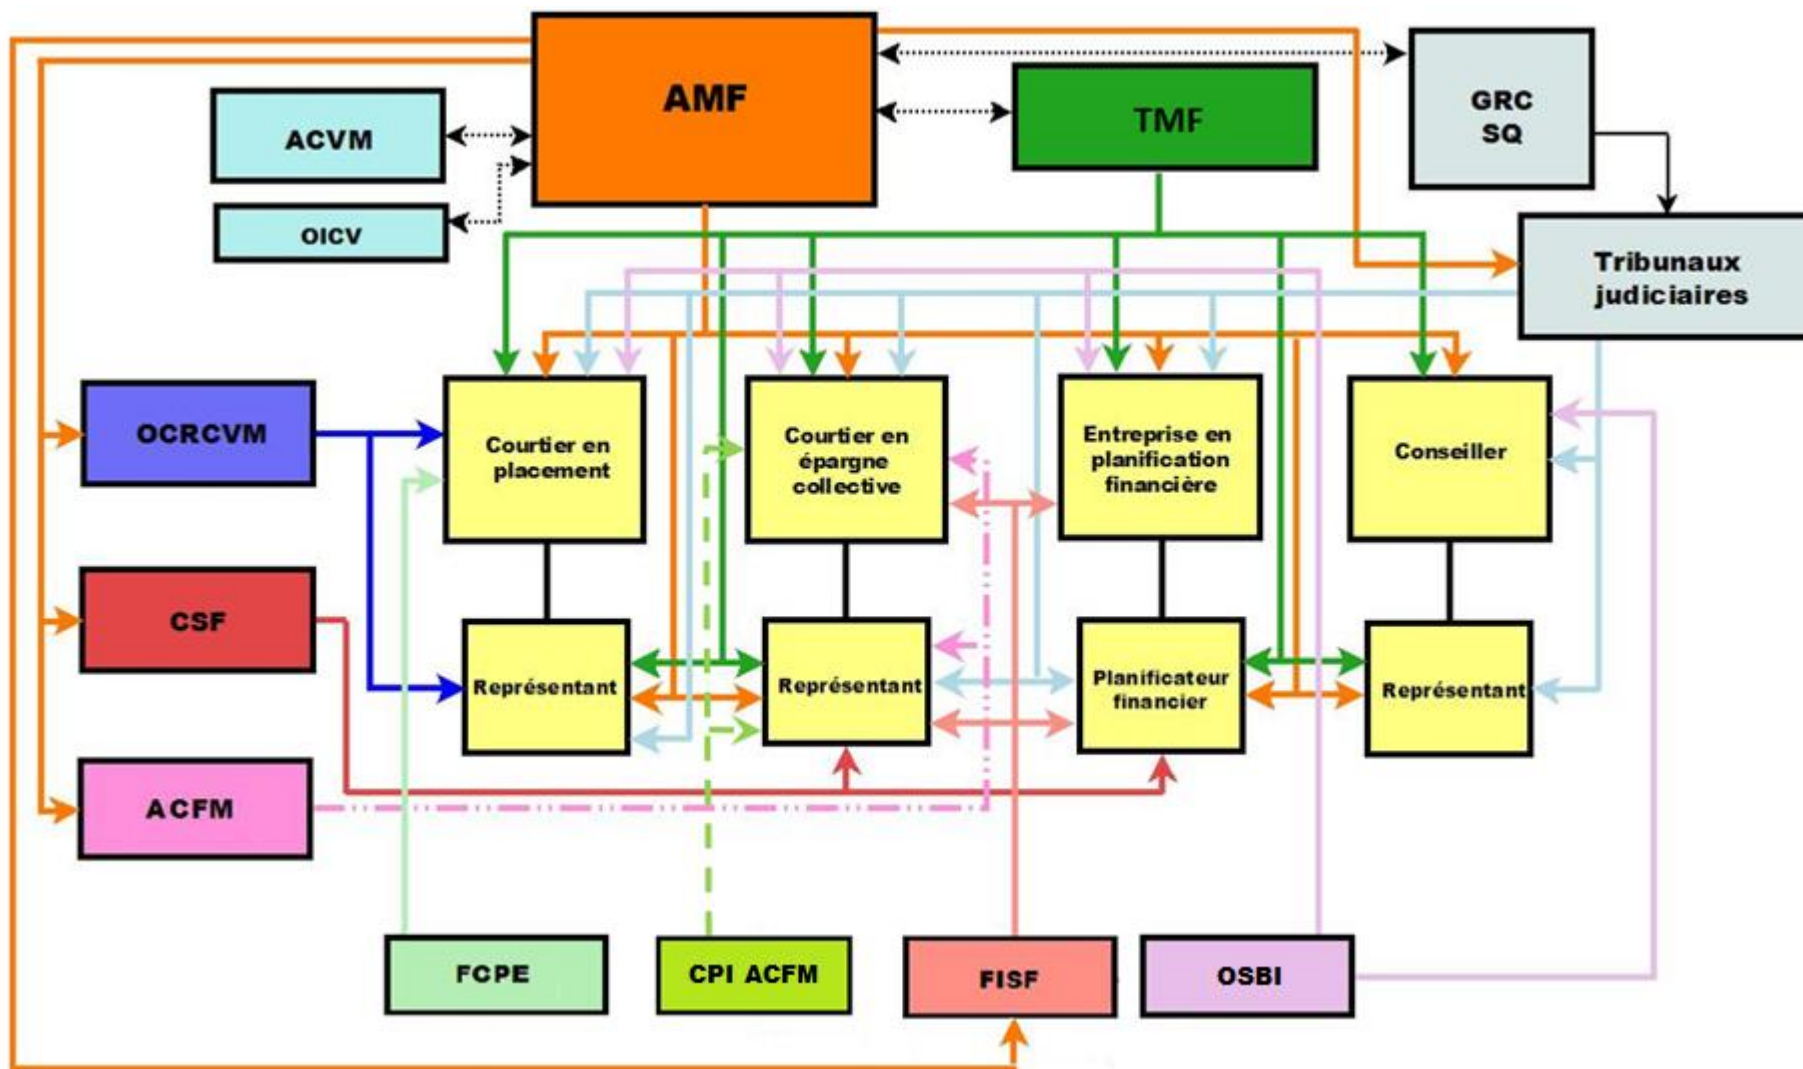 AMF
GRC
SQ
TMF
ACVM
OICV
Tribunaux
judiciaires
OCRCVM
Courtier en
placement
Courtier en
épargne
collective
Entreprise en
planification
financière
Conseiller
CSF
Représentant
Représentant
Planificateur
financier
Représentant
ACFM
FCPE
CPI ACFM
FISF
OSBI